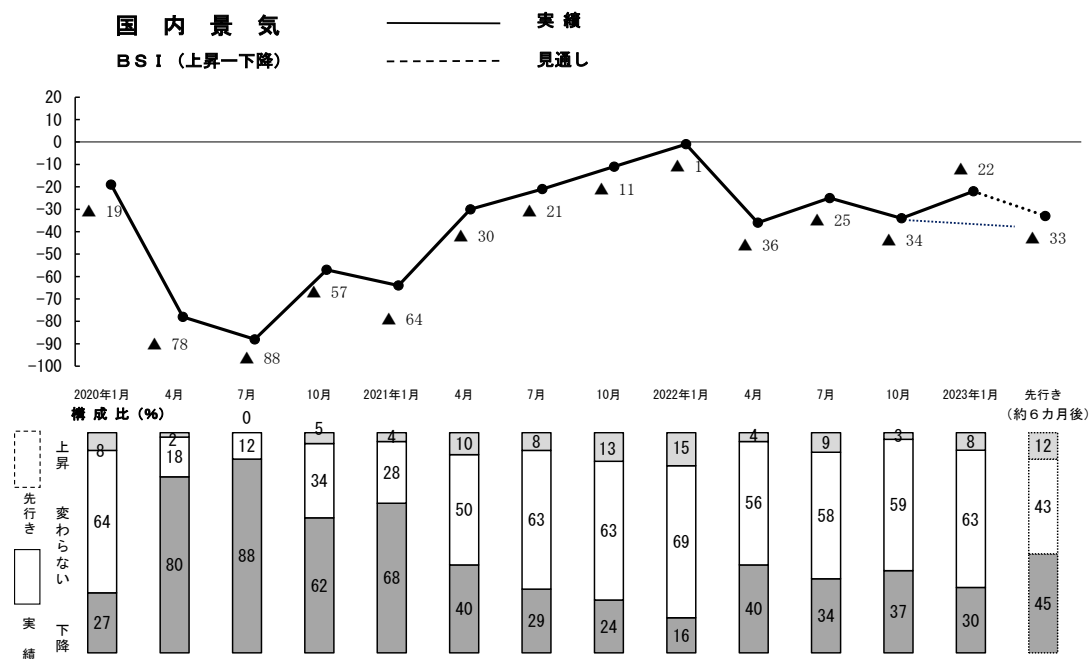 国 内 景 気
実 績
B S I (上昇―下降)
見通し
20
10
0
-10
-20
-30
-40
-50
-60
-70
-80
-90
-100
▲ 19
▲ 78
▲ 88
▲ 57
▲ 64
▲ 30
▲ 21
▲ 11
▲ 1
▲ 36
▲ 25
▲ 34
▲ 22
▲ 33
2020年1月 4月 7月 10月 2021年1月 4月 7月 10月 2022年1月 4月 7月 10月 2023年1月 先行き
(約6カ月後)
構 成 比 (%)
上昇
8 2 0 5 4 10 8 13 15 4 9 3 8 12
変わらない
64 18 12 34 28 50 63 63 69 56 58 59 63 43
下降
27 80 88 62 68 40 29 24 16 40 34 37 30 45
先行き
実 績